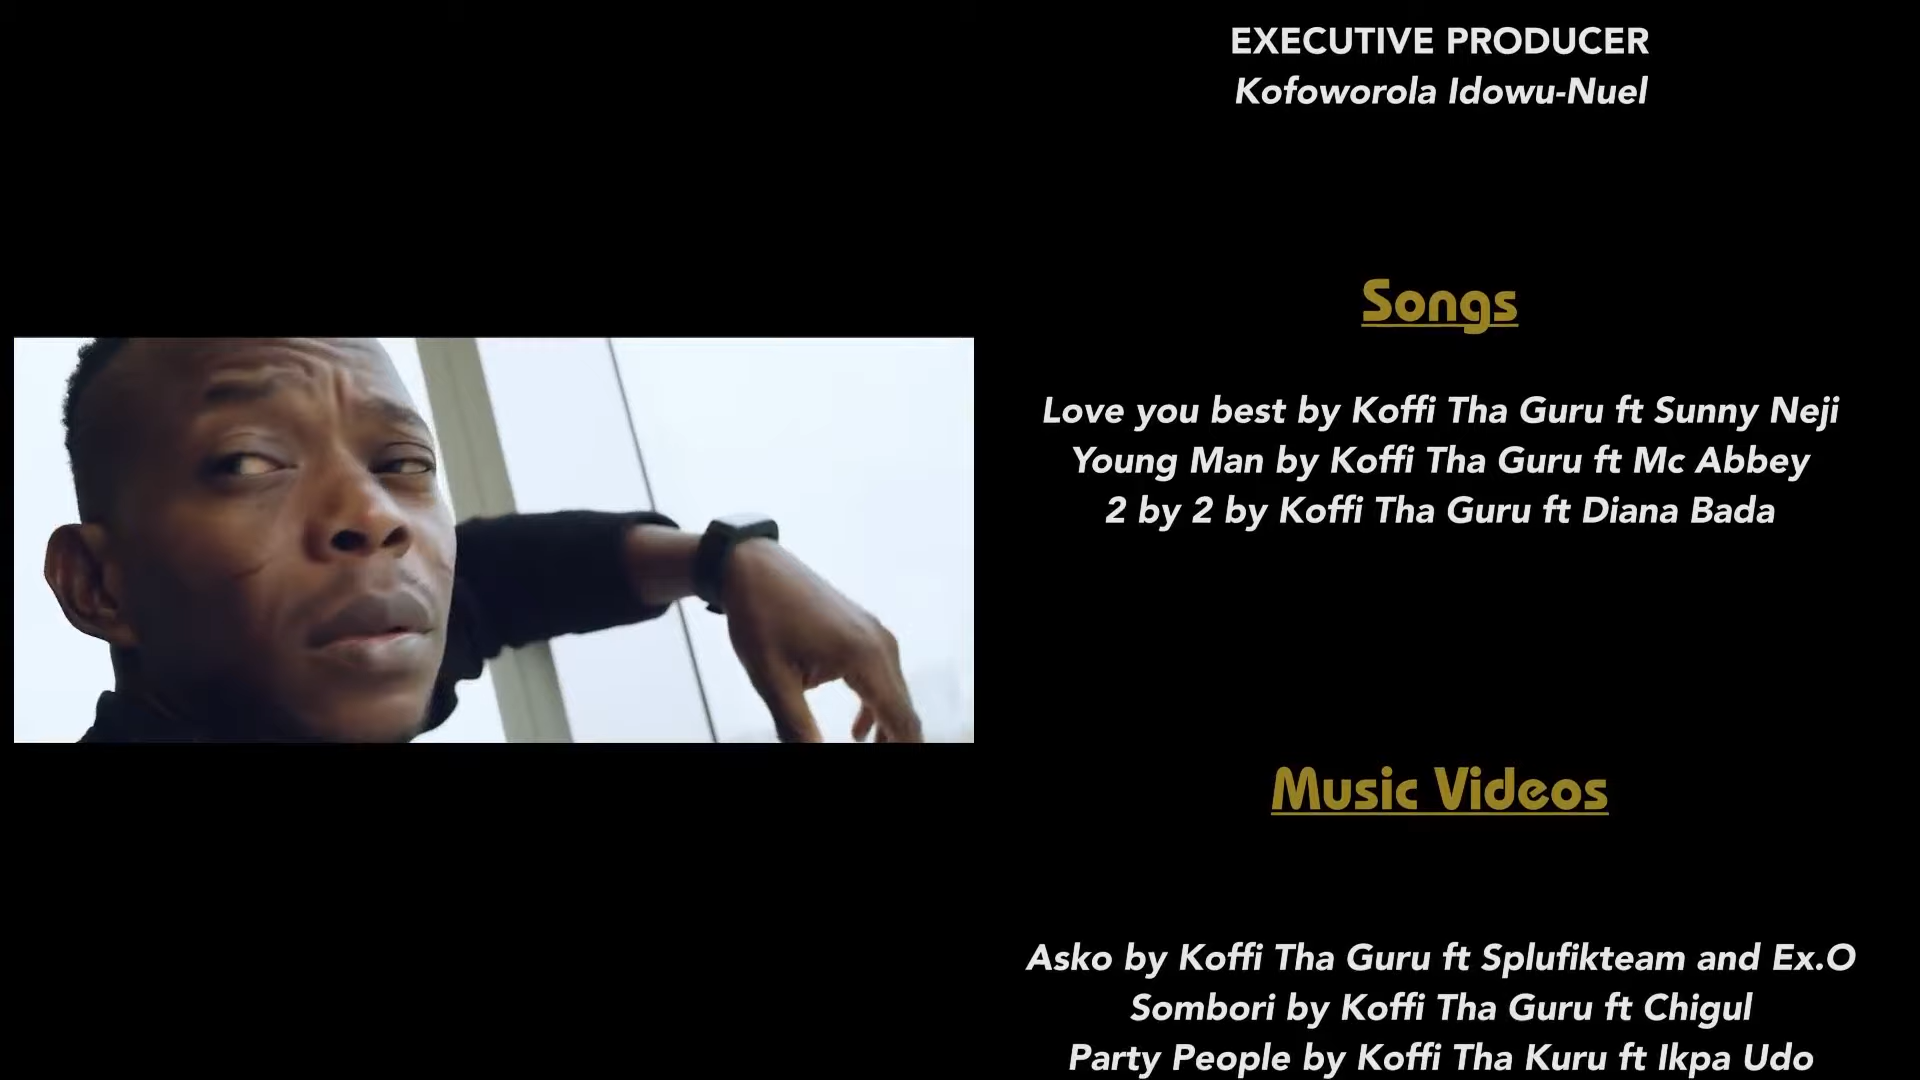 EXECUTIVE PRODUCER
Kofoworola Idowu-Nuel
Songs
Love you best by Koffi Tha Guru ft Sunny Neji
Young Man by Koffi Tha Guru ft Mc Abbey
2 by 2 by Koffi Tha Guru ft Diana Bada
Music Videos
Asko by Koffi Tha Guru ft Splufikteam and Ex.O
Sombori by Koffi Tha Guru ft Chigul
Party People by Koffi Tha Kuru ft Ikpa Udo